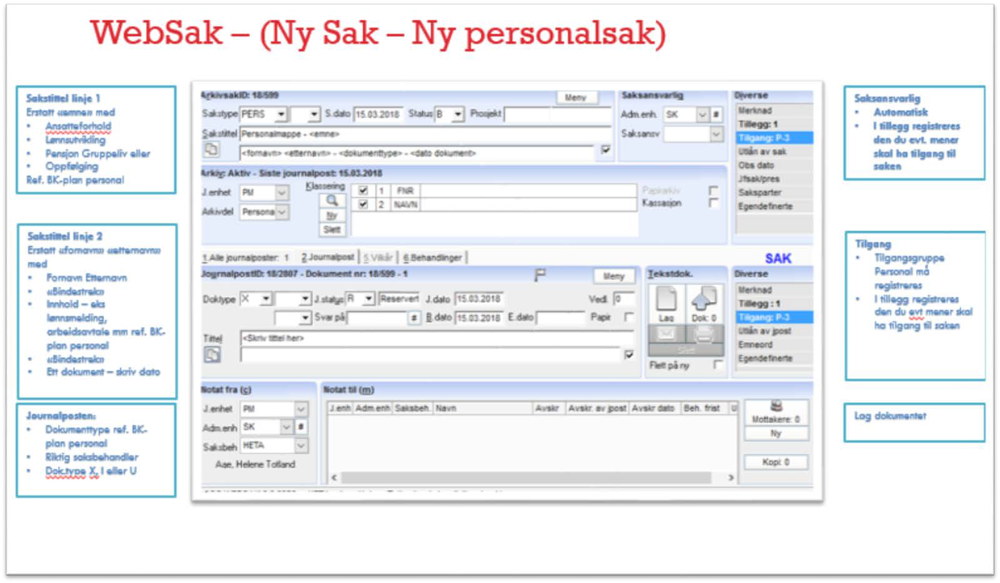 WebSak – (Ny Sak – Ny personalsak)
Sakstittel linje 1
Erstatt «emne» med
• Ansatteforhold
• Lønnsutvikling
• Pensjon Gruppeliv eller
• Oppfølging
Ref. BK-plan personal
Sakstittel linje 2
Erstatt «fornavn» «etternavn»
med
• Fornavn Etternavn
• «Bindestrek»
• Innhold – eks
lønnsmelding,
arbeidsavtale mm ref. BK-
plan personal
• «Bindestrek»
• Ett dokument – skriv dato
Journalposten:
• Dokumenttype ref. BK-
plan personal
• Riktig saksbehandler
• Dok.type X, I eller U
ArkivsakID: 18/599
Meny
Sakstype PERS S.dato 15.03.2018 Status B Prosjekt
Sakstittel Personalmappe - <emne>
<fornavn> <etternavn> - <dokumenttype> - <dato dokument>
Saksansvarlig
Adm.enh. SK #
Saksansv
Diverse
Merknad
Tillegg: 1
Tilgang: P-3
Utlån av sak
Obs dato
Jfsak/pres
Saksparter
Egendefinerte
Arkiv: Aktiv - Siste journalpost: 15.03.2018
J.enhet PM
Arkivdel Persona
Klassering
Ny
Slett
1 FNR
2 NAVN
Papirarkiv
Kassasjon
1.Alle journalposter: 1 2.Journalpost 5.Vilkår 6.Behandlinger
SAK
JournalpostID: 18/2807 - Dokument nr: 18/599 - 1
Meny
Doktype X J.status R Reservert J.dato 15.03.2018 Vedl. 0
Svar på # B.dato 15.03.2018 E.dato Papir
Tittel <Skriv tittel her>
Tekstdok.
Lag Dok: 0
Slett
Flett på ny
Diverse
Merknad
Tillegg : 1
Tilgang: P-3
Utlån av jpost
Emneord
Egendefinerte
Notat fra (c)
J.enhet PM
Adm.enh SK #
Saksbeh HETA
Aae, Helene Totland
Notat til (m)
J.enh Adm.enh Saksbeh. Navn Avskr Avskr. av jpost Avskr dato Beh. frist U
Mottakere: 0
Ny
Kopi: 0
Saksansvarlig
• Automatisk
• I tillegg registreres
den du evt. mener
skal ha tilgang til
saken
Tilgang
• Tilgangsgruppe
Personal må
registreres
• I tillegg registreres
den du evt mener skal
ha tilgang til saken
Lag dokumentet